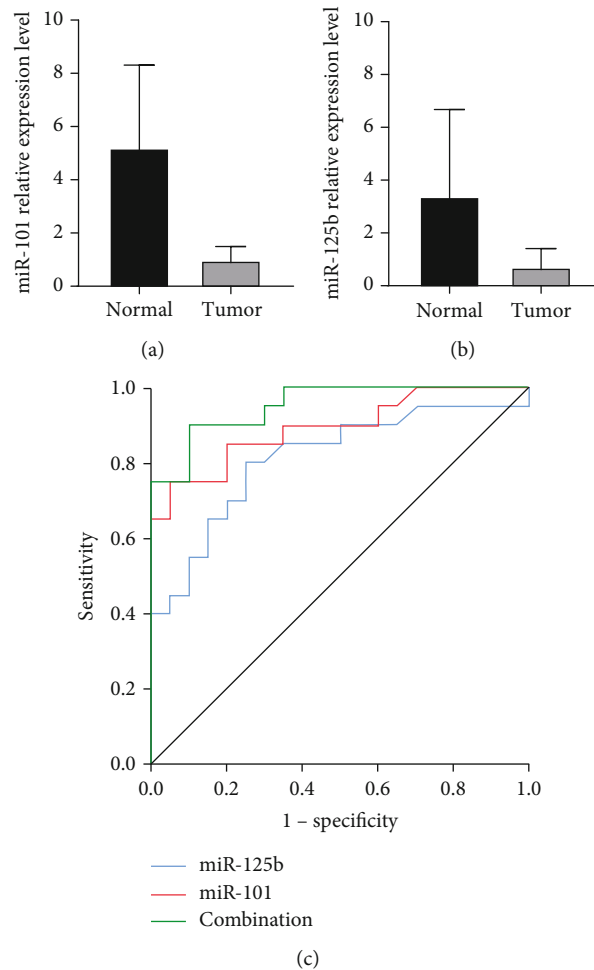 miR-101 relative expression level
10
8
6
4
2
0
Normal Tumor
(a)
miR-125b relative expression level
10
8
6
4
2
0
Normal Tumor
(b)
Sensitivity
1.0
0.8
0.6
0.4
0.2
0.0
0.0 0.2 0.4 0.6 0.8 1.0
1 – specificity
miR-125b
miR-101
Combination
(c)